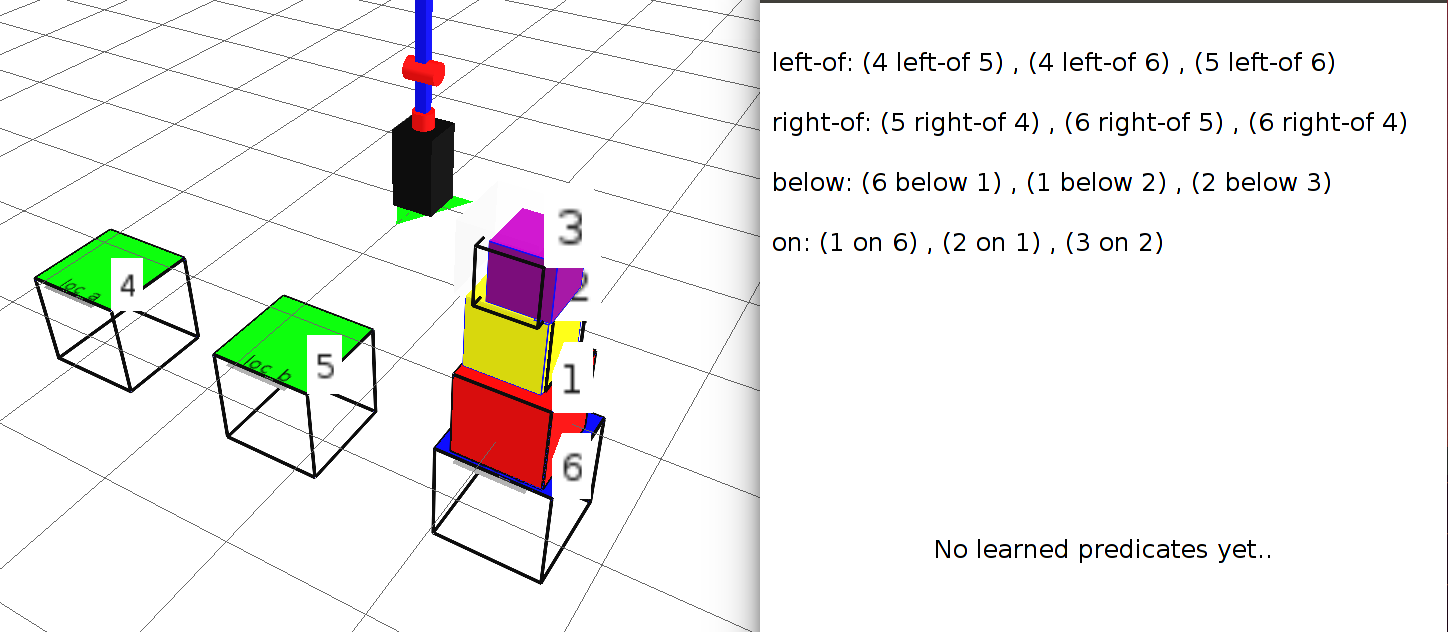 3
2
4
loc_a
5
loc_b
1
6
left-of: (4 left-of 5) , (4 left-of 6) , (5 left-of 6)
right-of: (5 right-of 4) , (6 right-of 5) , (6 right-of 4)
below: (6 below 1) , (1 below 2) , (2 below 3)
on: (1 on 6) , (2 on 1) , (3 on 2)
No learned predicates yet..